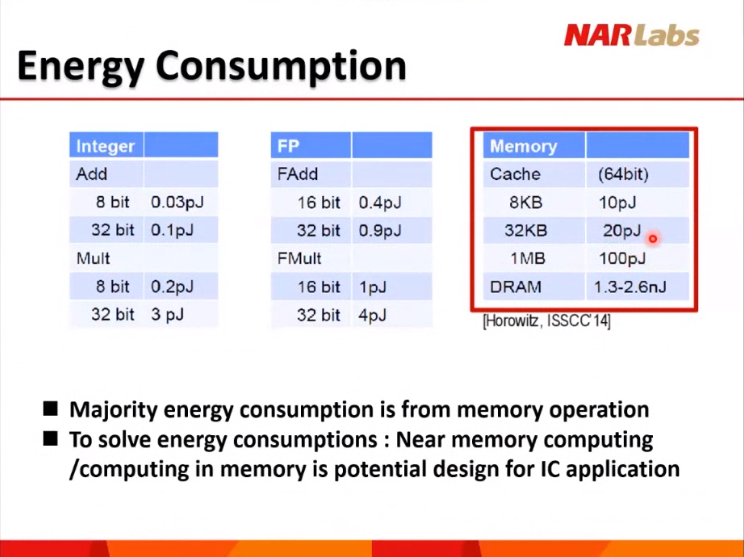 NARLabs
Energy Consumption
Integer
Add
8 bit 0.03pJ
32 bit 0.1pJ
Mult
8 bit 0.2pJ
32 bit 3 pJ
FP
FAdd
16 bit 0.4pJ
32 bit 0.9pJ
FMult
16 bit 1pJ
32 bit 4pJ
Memory
Cache (64bit)
8KB 10pJ
32KB 20pJ
1MB 100pJ
DRAM 1.3-2.6nJ
[Horowitz, ISSCC'14]
■ Majority energy consumption is from memory operation
■ To solve energy consumptions : Near memory computing
/computing in memory is potential design for IC application